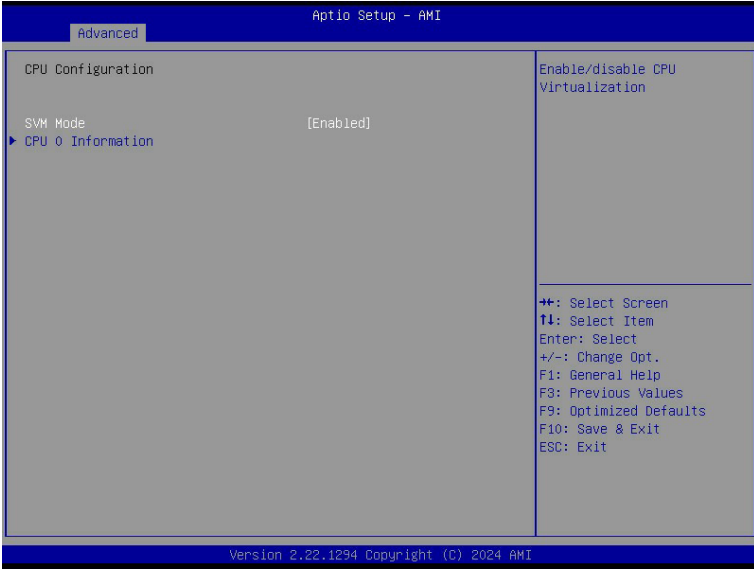 Aptio Setup – AMI
Advanced
CPU Configuration
SVM Mode [Enabled]
CPU 0 Information
Enable/disable CPU
Virtualization
→←: Select Screen
↑↓: Select Item
Enter: Select
+/-: Change Opt.
F1: General Help
F3: Previous Values
F9: Optimized Defaults
F10: Save & Exit
ESC: Exit
Version 2.22.1294 Copyright (C) 2024 AMI